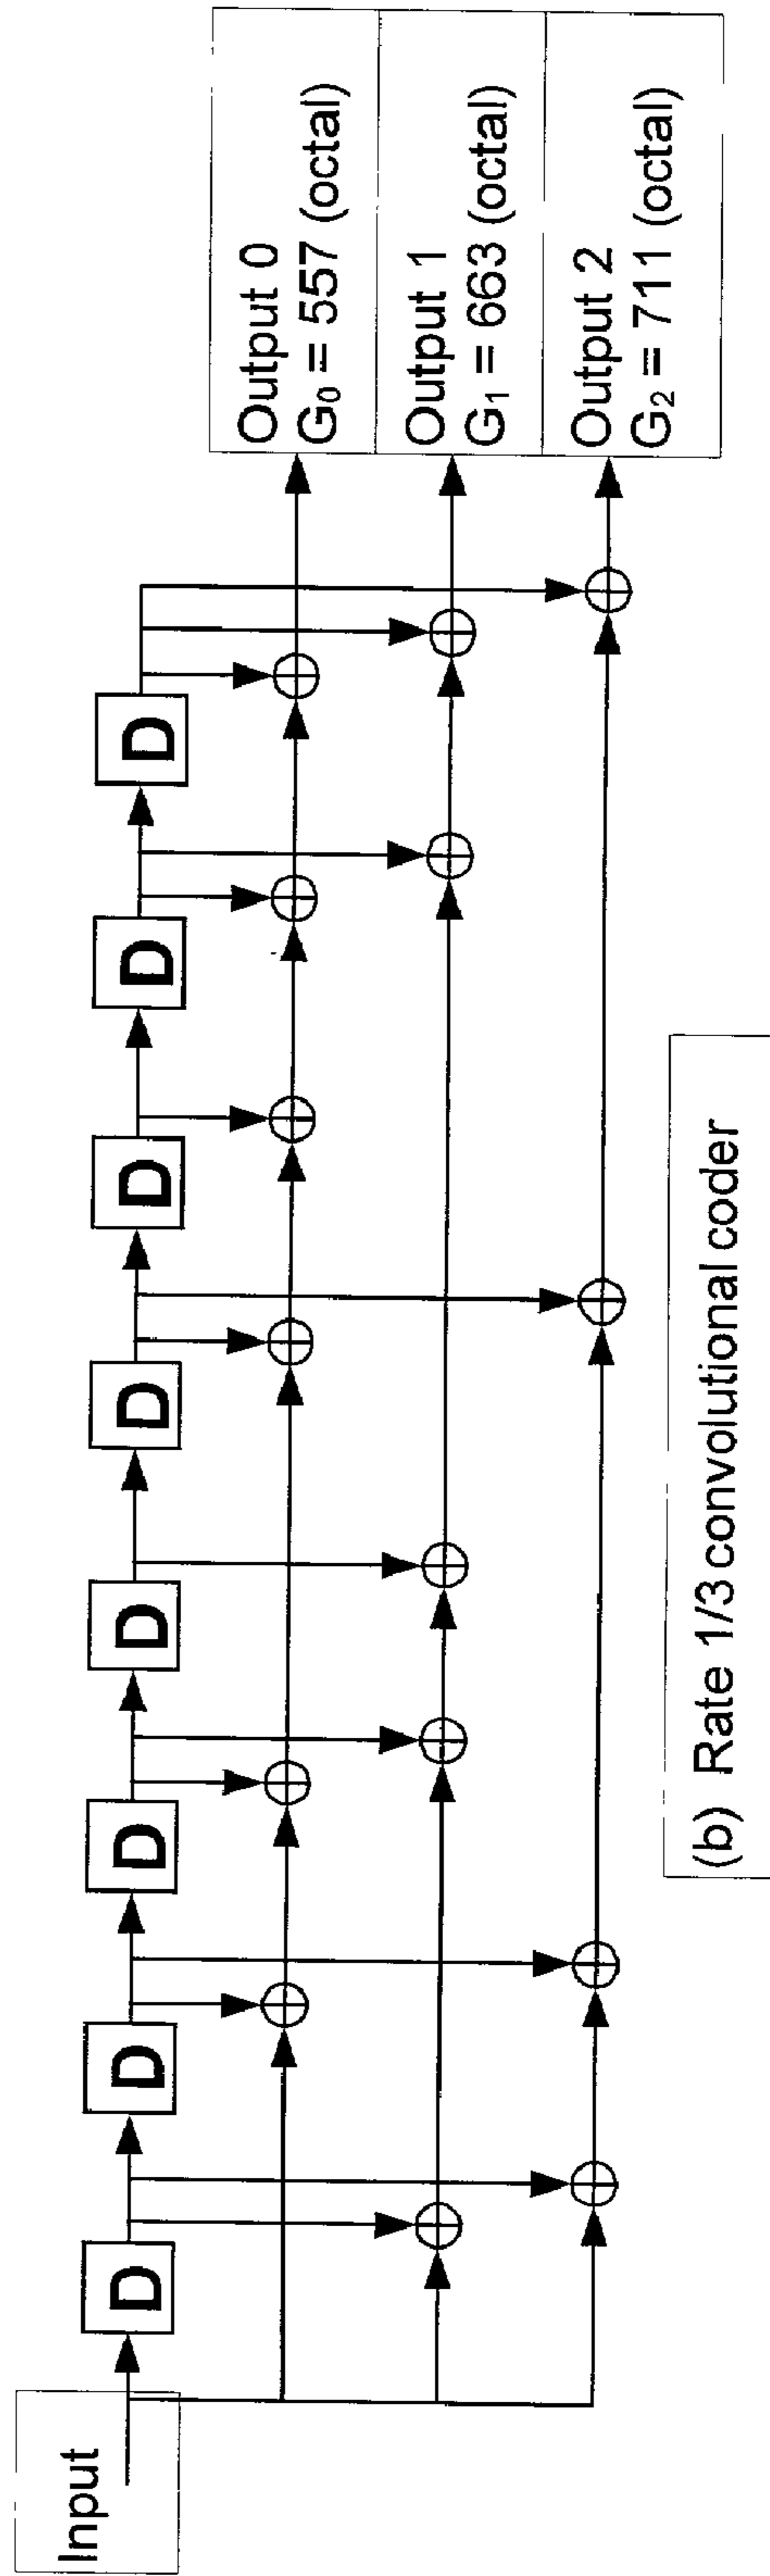 Input
D
D
D
D
D
D
D
D
Output 0
G₀ = 557 (octal)
Output 1
G₁ = 663 (octal)
Output 2
G₂ = 711 (octal)
(b) Rate 1/3 convolutional coder